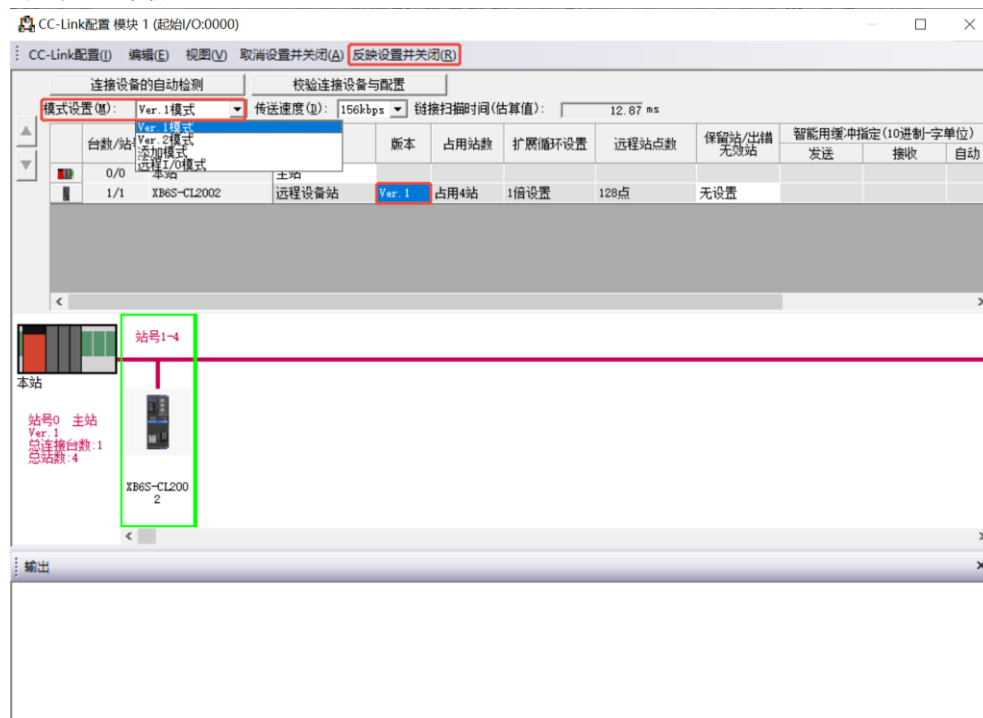 CC-Link配置 模块 1 (起始I/O:0000)
CC-Link配置(I) 编辑(E) 视图(V) 取消设置并关闭(A) 反映设置并关闭(R)
连接设备的自动检测 校验连接设备与配置
模式设置(M): Ver.1模式 传送速度(D): 156kbps 链接扫描时间(估算值): 12.87 ms
Ver.1模式
Ver.2模式
添加模式
远程I/O模式
台数/站 版本 占用站数 扩展循环设置 远程站点数 保留站/出错无效站 智能用缓冲指定(10进制-字单位)
发送 接收 自动
0/0 本站 主站
1/1 XB6S-CL2002 远程设备站 Ver.1 占用4站 1倍设置 128点 无设置
站号1-4
本站
站号0 主站
Ver.1
总连接台数:1
总站数:4
XB6S-CL200
2
输出